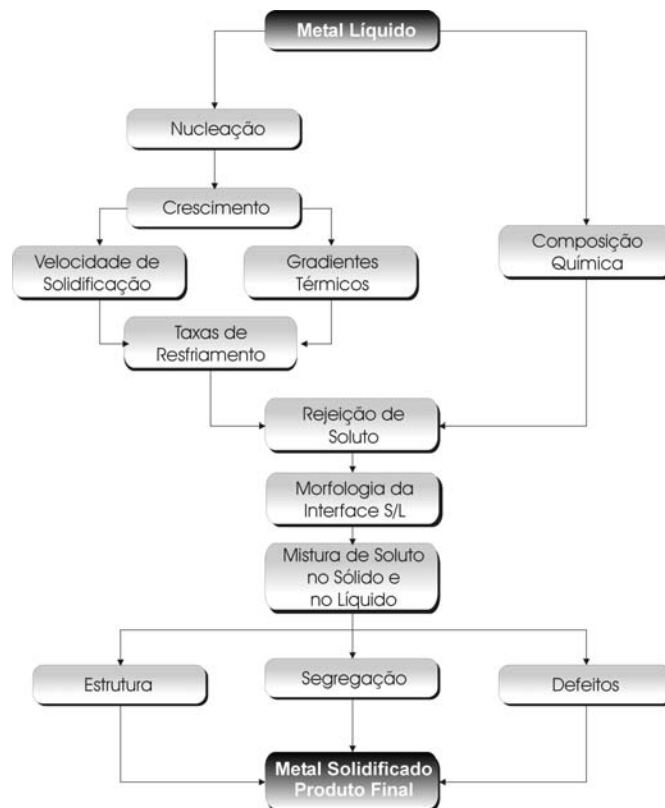 Metal Líquido
Nucleação
Crescimento
Velocidade de
Solidificação
Gradientes
Térmicos
Composição
Química
Taxas de
Resfriamento
Rejeição de
Soluto
Morfologia da
Interface S/L
Mistura de Soluto
no Sólido e
no Líquido
Estrutura
Segregação
Defeitos
Metal Solidificado
Produto Final